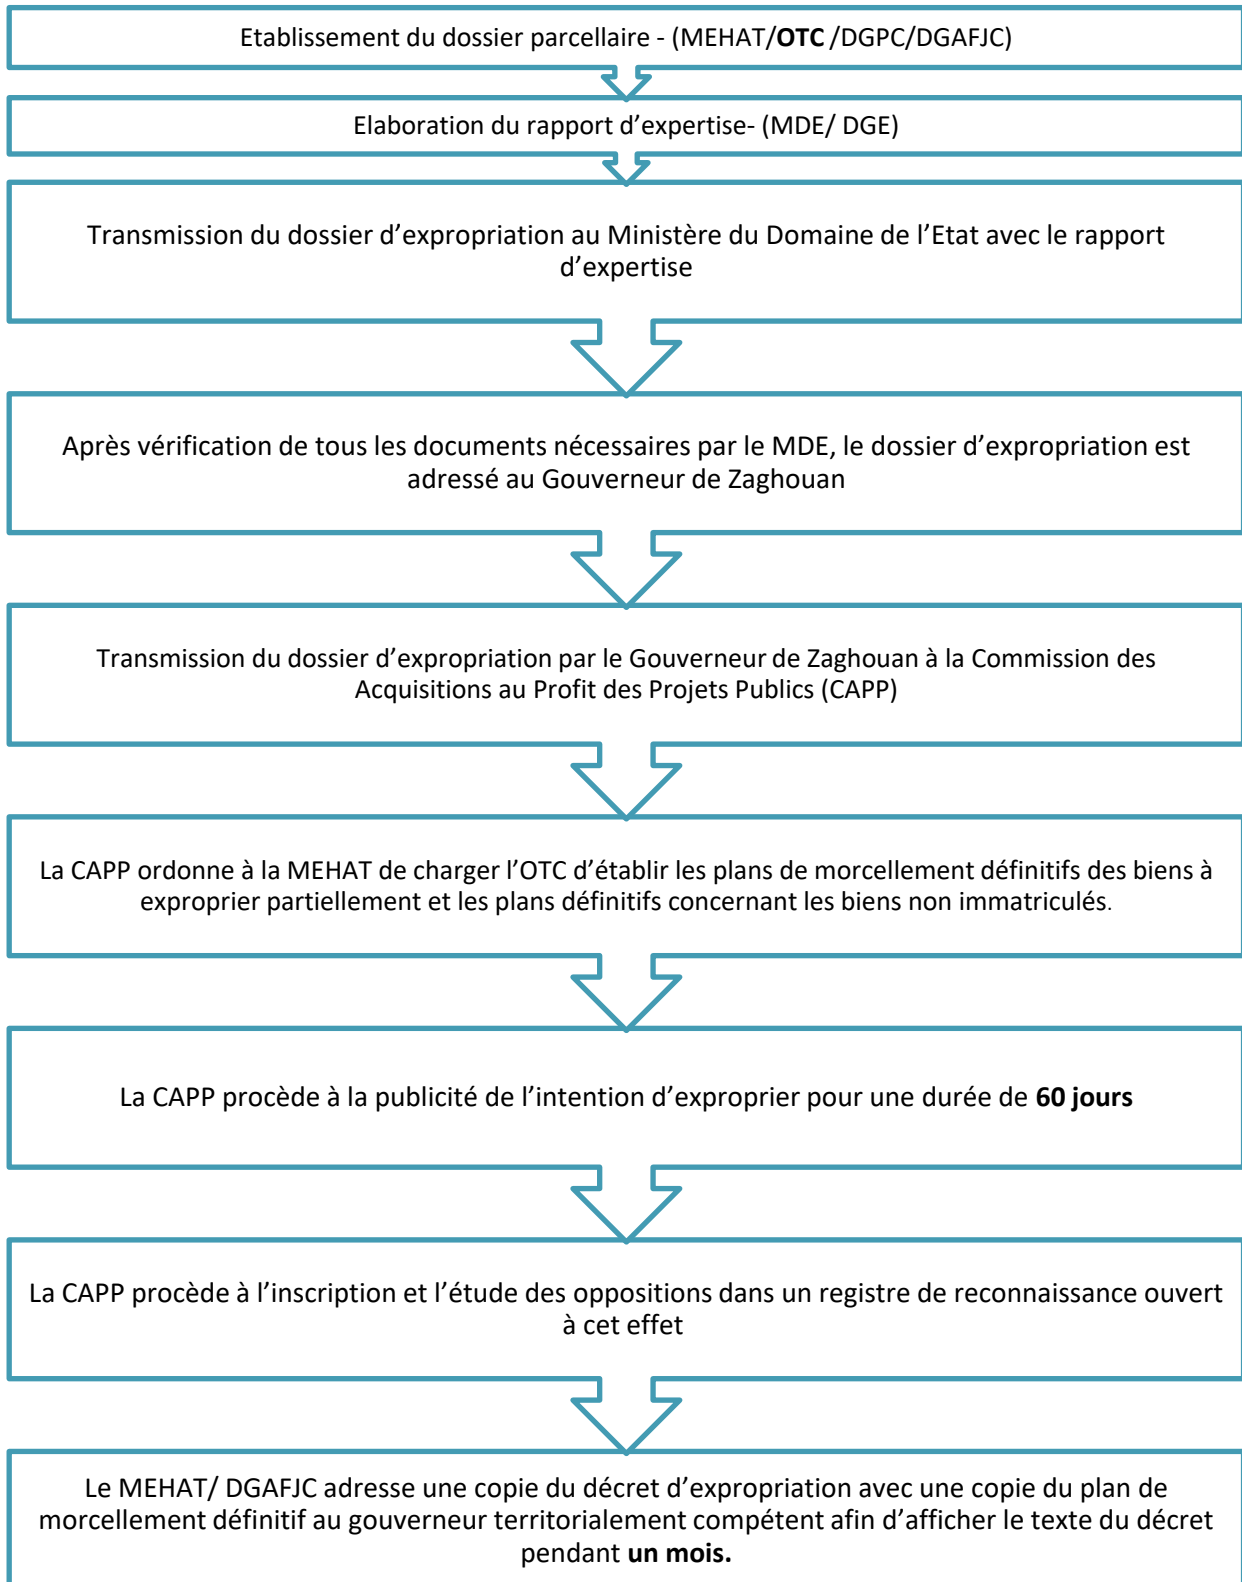 Etablissement du dossier parcellaire - (MEHAT/OTC /DGPC/DGAFJC)
Elaboration du rapport d’expertise- (MDE/ DGE)
Transmission du dossier d’expropriation au Ministère du Domaine de l’Etat avec le rapport
d’expertise
Après vérification de tous les documents nécessaires par le MDE, le dossier d’expropriation est
adressé au Gouverneur de Zaghouan
Transmission du dossier d’expropriation par le Gouverneur de Zaghouan à la Commission des
Acquisitions au Profit des Projets Publics (CAPP)
La CAPP ordonne à la MEHAT de charger l’OTC d’établir les plans de morcellement définitifs des biens à
exproprier partiellement et les plans définitifs concernant les biens non immatriculés.
La CAPP procède à la publicité de l’intention d’exproprier pour une durée de 60 jours
La CAPP procède à l’inscription et l’étude des oppositions dans un registre de reconnaissance ouvert
à cet effet
Le MEHAT/ DGAFJC adresse une copie du décret d’expropriation avec une copie du plan de
morcellement définitif au gouverneur territorialement compétent afin d’afficher le texte du décret
pendant un mois.